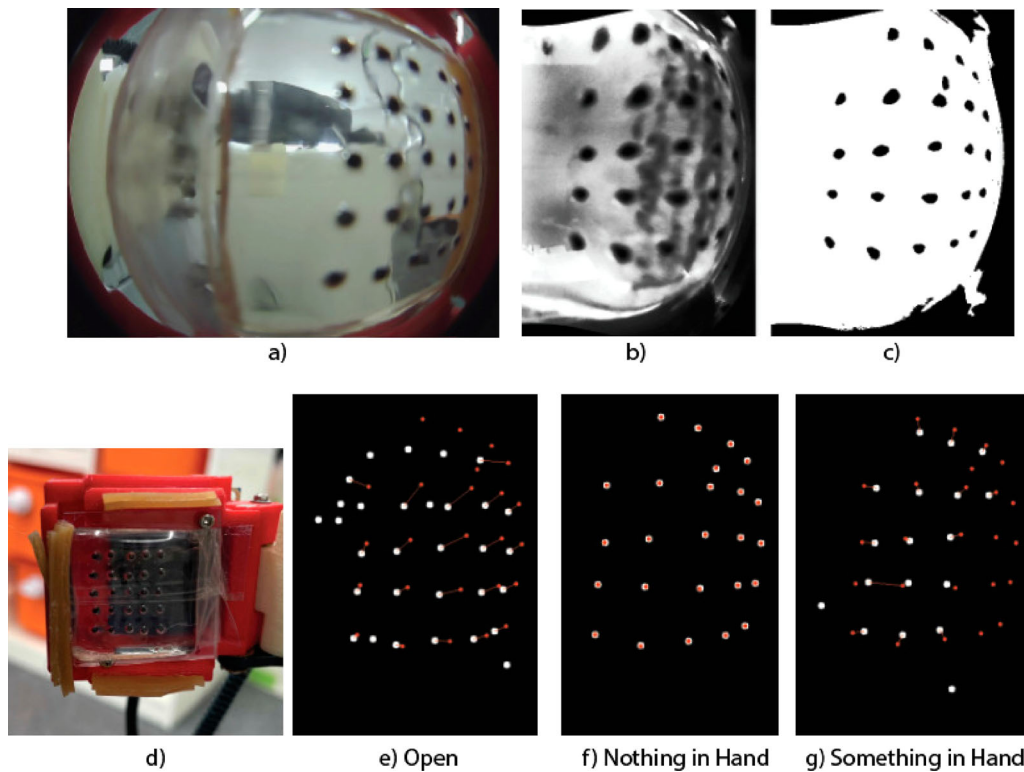 a)
b)
c)
d)
e) Open
f) Nothing in Hand
g) Something in Hand